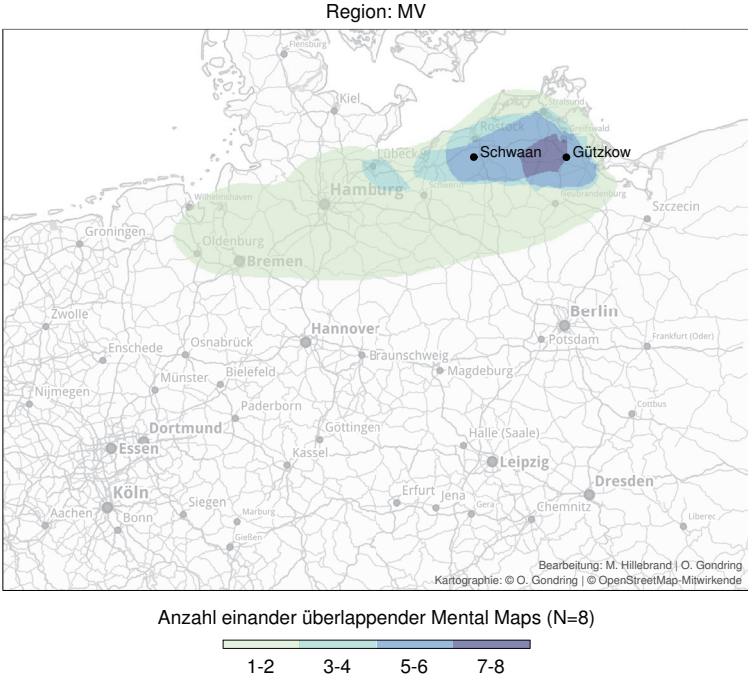 Region: MV
Flensburg
Kiel
Stralsund
Rostock
Greifswald
Lübeck
Schwaan
Gützkow
Wilhelmshaven
Hamburg
Schwerin
Neubrandenburg
Szczecin
Groningen
Oldenburg
Bremen
Zwolle
Berlin
Hannover
Enschede
Osnabrück
Braunschweig
Potsdam
Frankfurt (Oder)
Nijmegen
Münster
Bielefeld
Magdeburg
Paderborn
Cottbus
Dortmund
Göttingen
Halle (Saale)
Essen
Kassel
Leipzig
Köln
Siegen
Erfurt
Jena
Dresden
Aachen
Bonn
Marburg
Gera
Chemnitz
Liberec
Gießen
Bearbeitung: M. Hillebrand | O. Gondring
Kartographie: © O. Gondring | © OpenStreetMap-Mitwirkende
Anzahl einander überlappender Mental Maps (N=8)
1-2 3-4 5-6 7-8